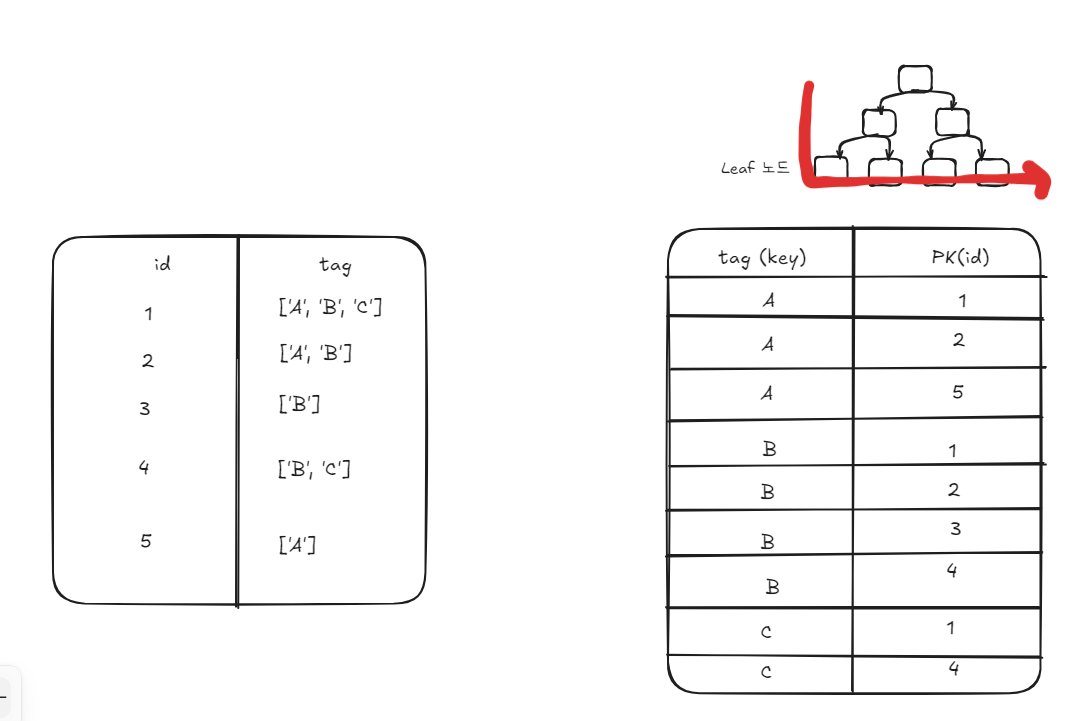 Leaf 노드
id tag
1 ['A', 'B', 'C']
2 ['A', 'B']
3 ['B']
4 ['B', 'C']
5 ['A']
tag (key) PK(id)
A 1
A 2
A 5
B 1
B 2
B 3
B 4
C 1
C 4